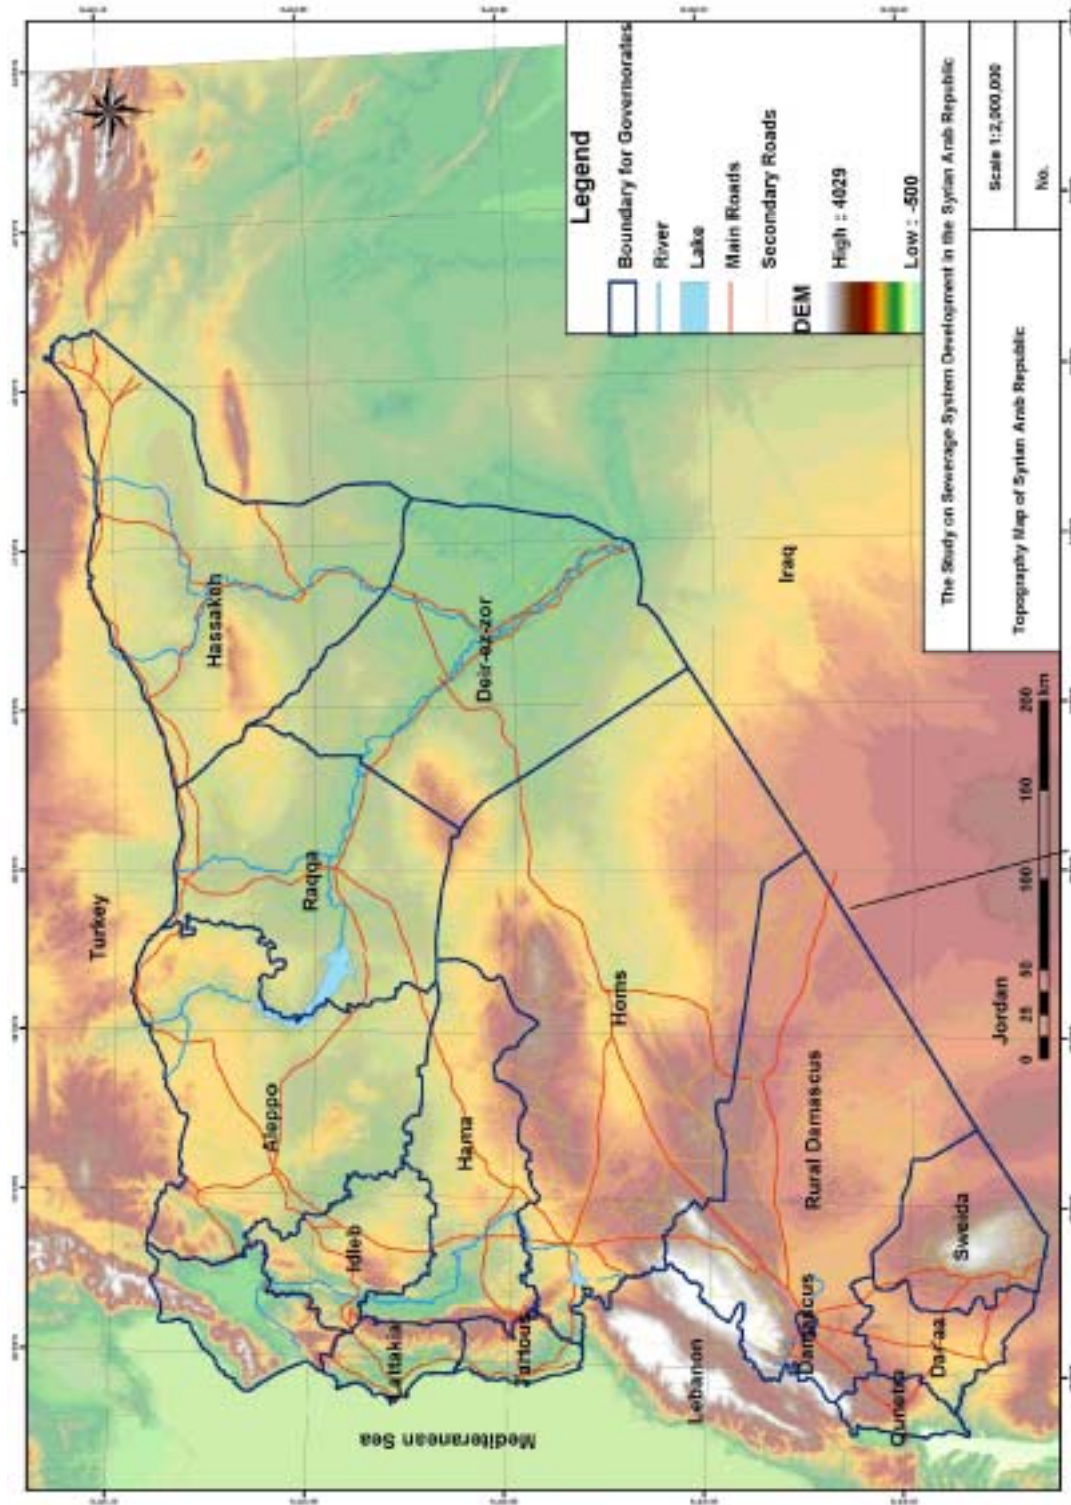 Turkey
Hassakeh
Aleppo
Raqqa
Idleb
Lattakia
Hama
Deir-ez-zor
Tartous
Mediteranean Sea
Homs
Lebanon
Iraq
Damascus
Rural Damascus
Qunetra
Daraa
Sweida
Jordan
Legend
Boundary for Governorates
River
Lake
Main Roads
Secondary Roads
DEM
High : 4029
Low : -500
0 25 50 100 150 200
km
The Study on Sewerage System Development in the Syrian Arab Republic
Topography Map of Syrian Arab Republic
Scale 1:2,000,000
No.